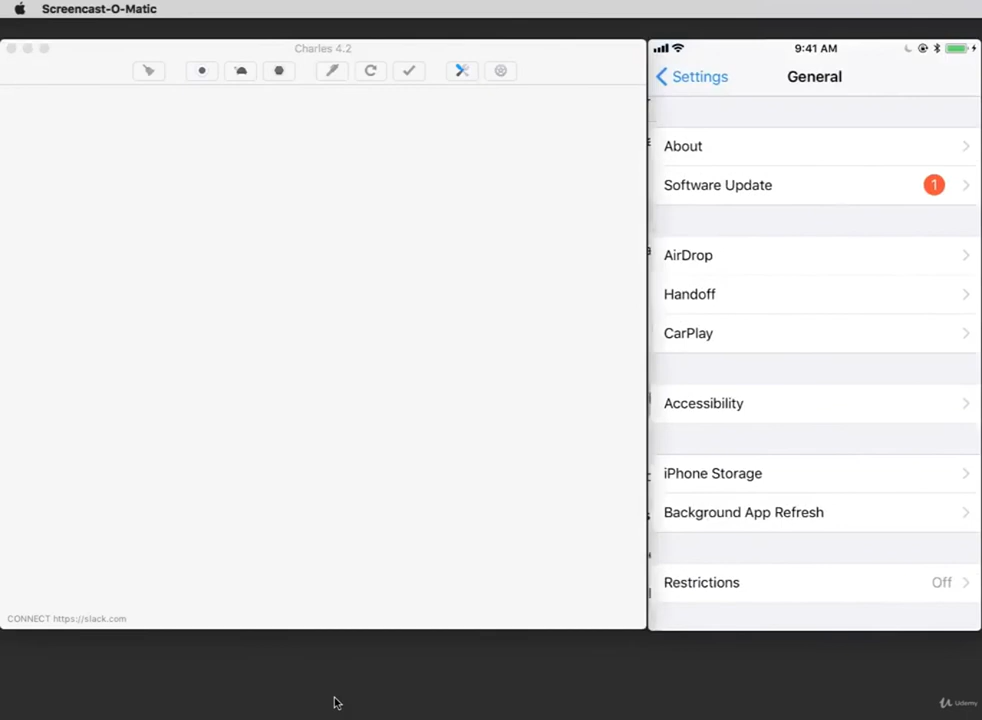 Screencast-O-Matic
Charles 4.2
9:41 AM
Settings
General
About
Software Update
1
AirDrop
Handoff
CarPlay
Accessibility
iPhone Storage
Background App Refresh
Restrictions
Off
CONNECT https://slack.com
Udemy